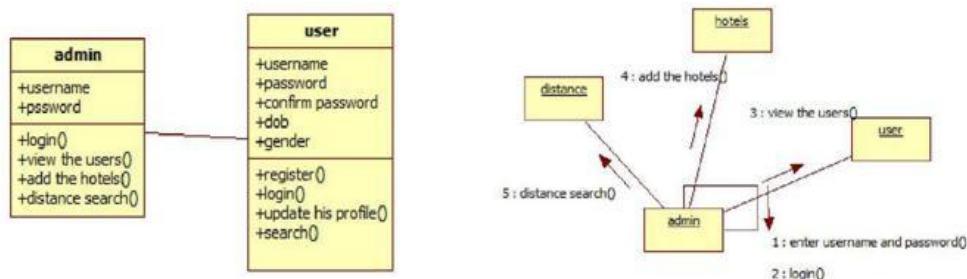 admin
+username
+pssword
+login()
+view the users()
+add the hotels()
+distance search()
user
+username
+password
+confirm password
+dob
+gender
+register()
+login()
+update his profile()
+search()
hotels
4 : add the hotels()
distance
3 : view the users()
user
5 : distance search()
admin
1 : enter username and password()
2 : login()